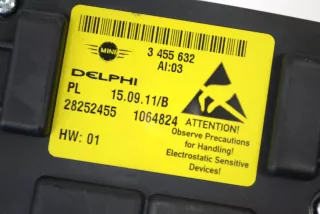 MINI
3 455 632
AI:03
DELPHI
PL 15.09.11/B
28252455 1064824
ATTENTION!
Observe Precautions
for Handling!
Electrostatic Sensitive
Devices!
HW: 01